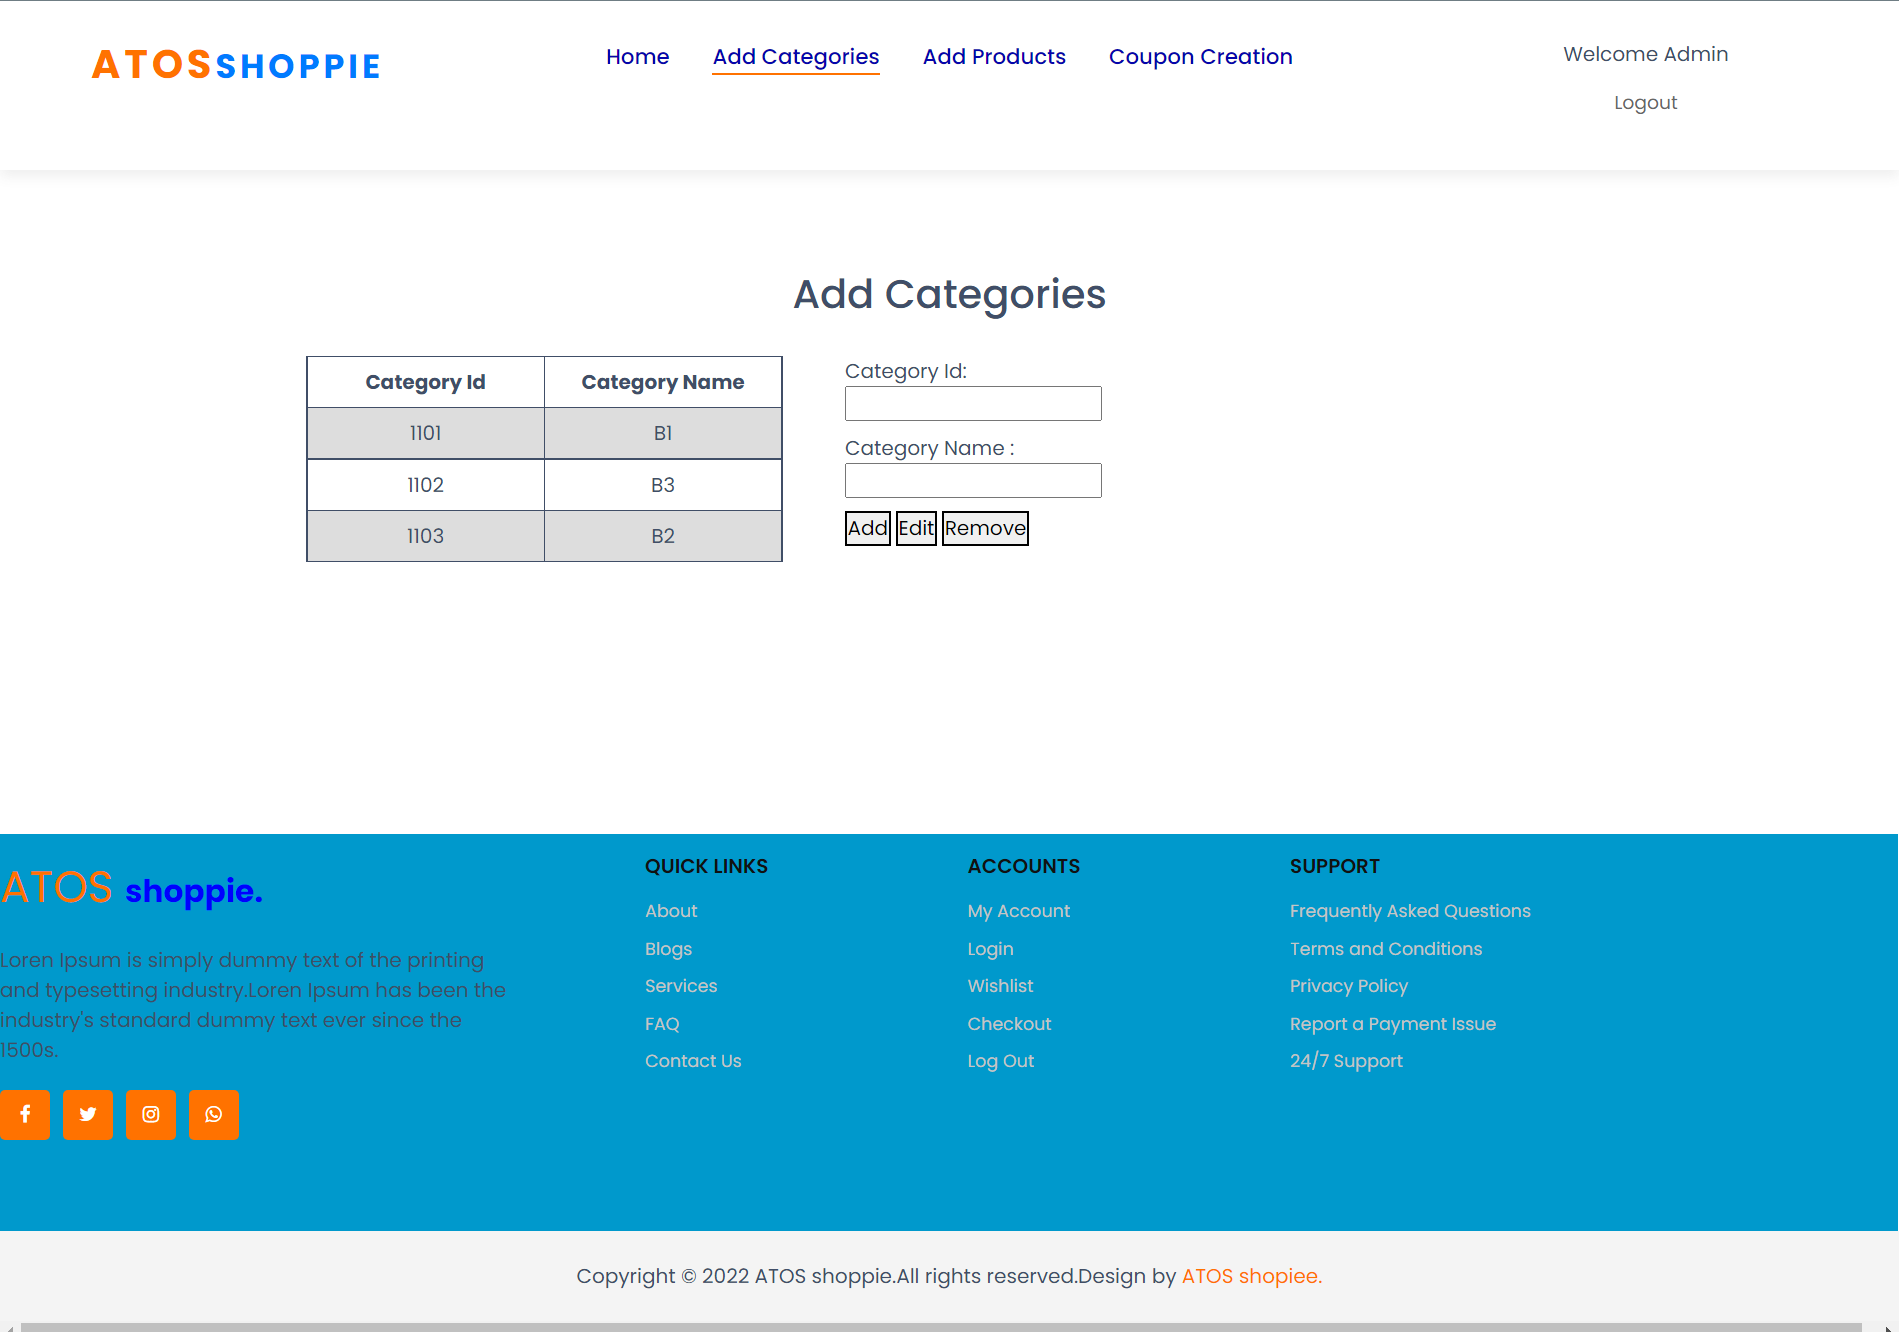 ATOSSHOPPIE
Home Add Categories Add Products Coupon Creation
Welcome Admin
Logout
Add Categories
Category Id Category Name
1101 B1
1102 B3
1103 B2
Category Id:
Category Name :
Add Edit Remove
ATOS shoppie.
Loren Ipsum is simply dummy text of the printing
and typesetting industry.Loren Ipsum has been the
industry's standard dummy text ever since the
1500s.
QUICK LINKS
About
Blogs
Services
FAQ
Contact Us
ACCOUNTS
My Account
Login
Wishlist
Checkout
Log Out
SUPPORT
Frequently Asked Questions
Terms and Conditions
Privacy Policy
Report a Payment Issue
24/7 Support
Copyright © 2022 ATOS shoppie.All rights reserved.Design by ATOS shopiee.